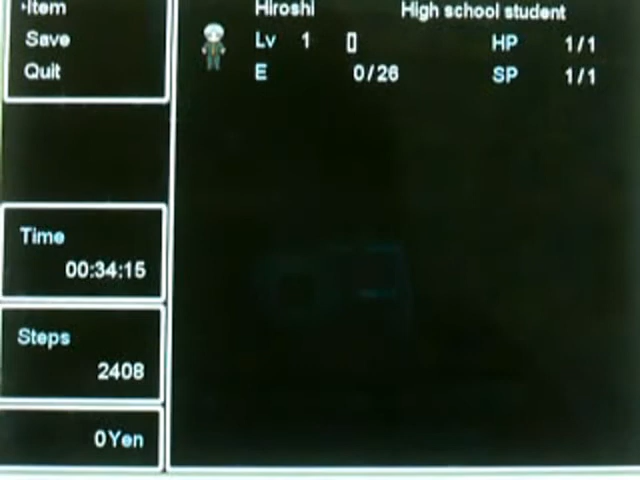 Item
Save
Quit
Hiroshi High school student
Lv 1 HP 1/1
E 0/26 SP 1/1
Time
00:34:15
Steps
2408
0Yen